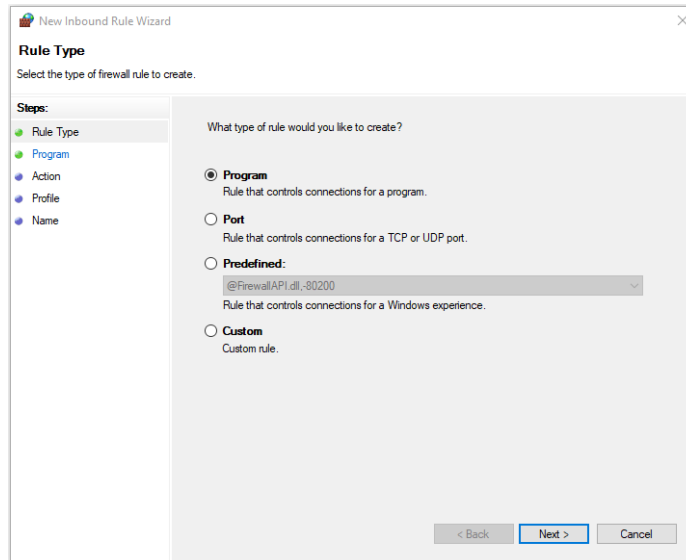 New Inbound Rule Wizard
Rule Type
Select the type of firewall rule to create.
Steps:
Rule Type
Program
Action
Profile
Name
What type of rule would you like to create?
Program
Rule that controls connections for a program.
Port
Rule that controls connections for a TCP or UDP port.
Predefined:
@FirewallAPI.dll,-80200
Rule that controls connections for a Windows experience.
Custom
Custom rule.
< Back Next > Cancel